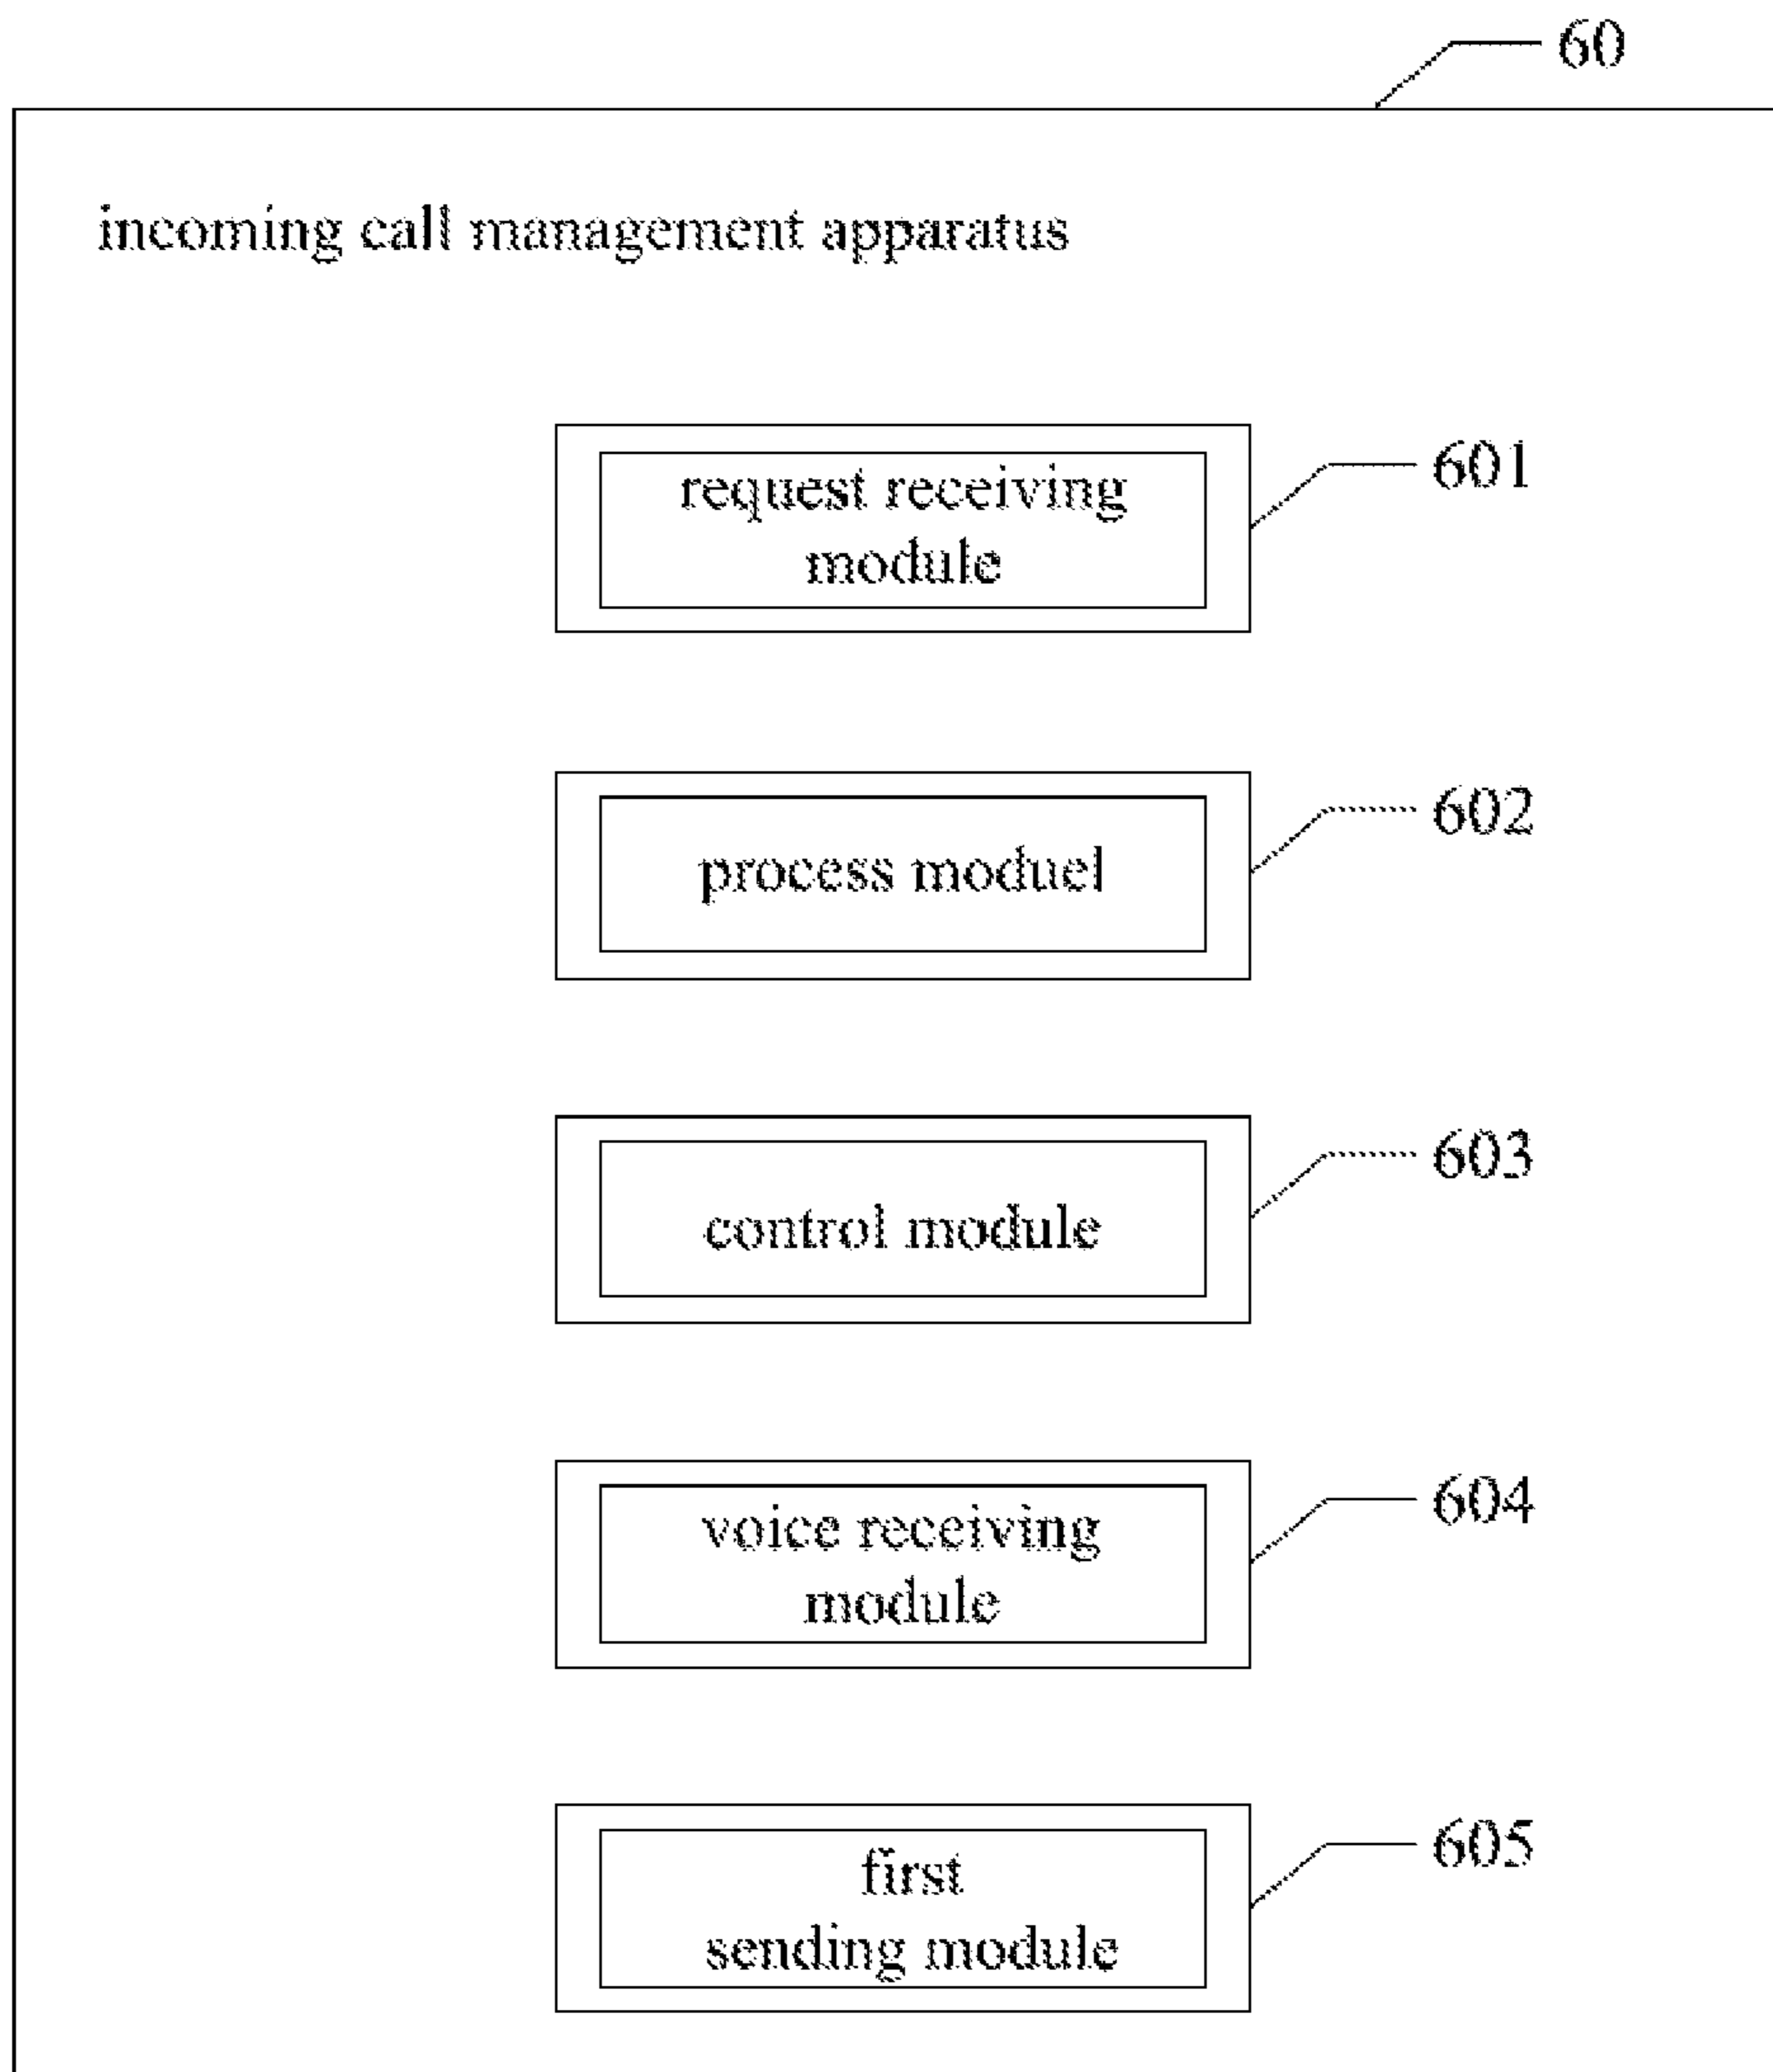 60
incoming call management apparatus
request receiving
module
601
process moduel
602
control module
603
voice receiving
module
604
first
sending module
605